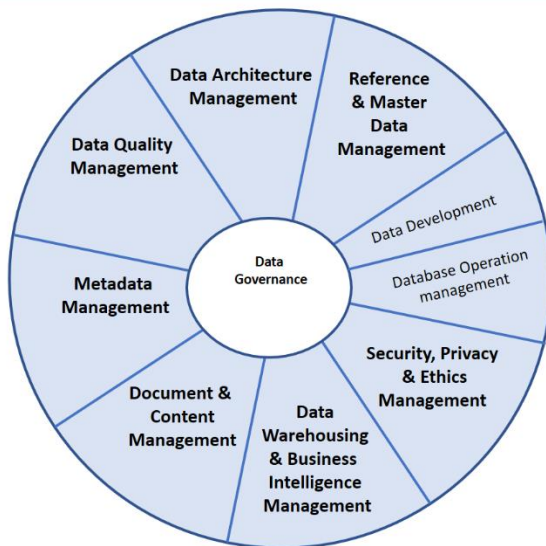 Data Architecture
Management
Reference
& Master
Data
Management
Data Development
Database Operation
management
Security, Privacy
& Ethics
Management
Data
Warehousing
& Business
Intelligence
Management
Document &
Content
Management
Metadata
Management
Data Quality
Management
Data
Governance